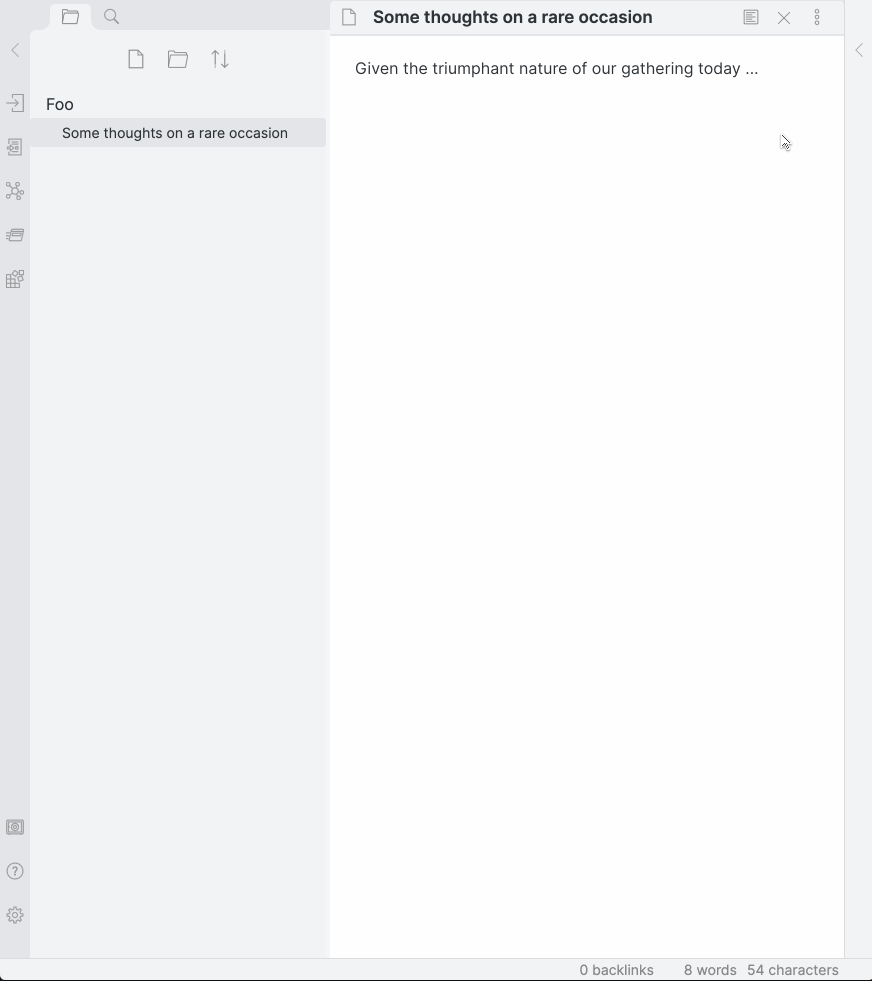 Some thoughts on a rare occasion
Given the triumphant nature of our gathering today ...
Foo
Some thoughts on a rare occasion
0 backlinks 8 words 54 characters